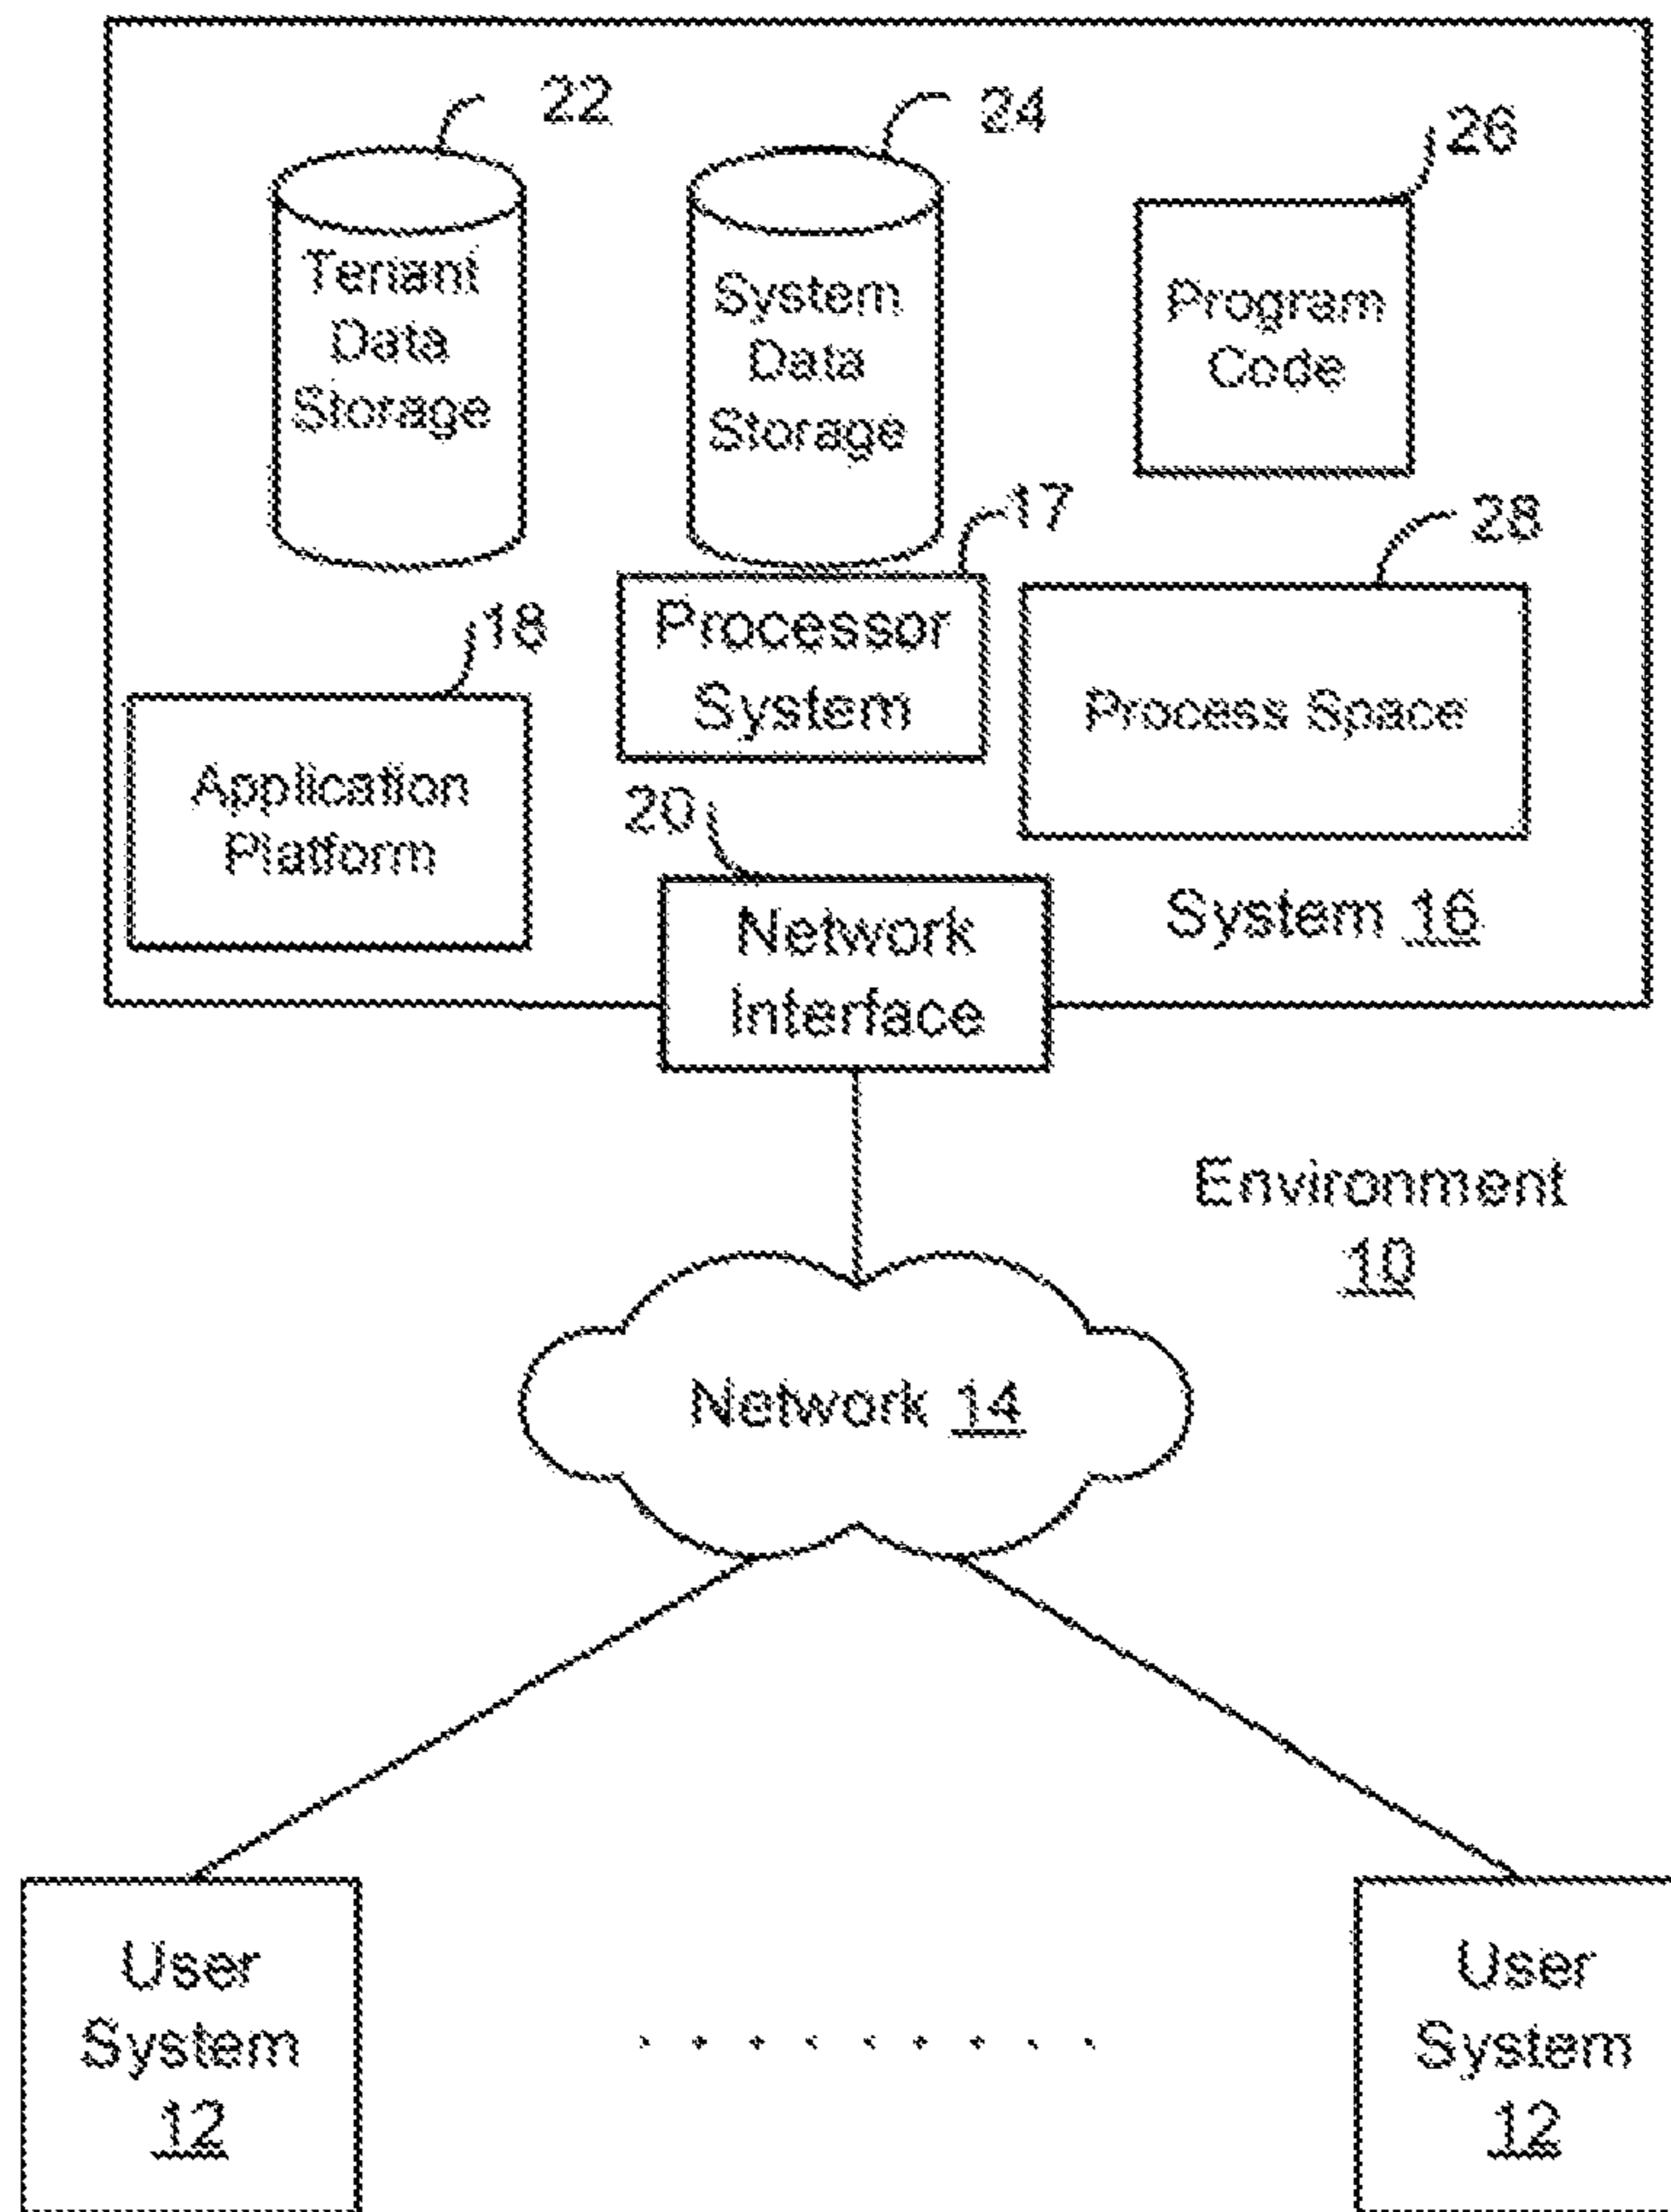 22
24
26
Tenant
Data
Storage
System
Data
Storage
Program
Code
17
28
18
Processor
System
Process Space
Application
Platform
20
Network
Interface
System 16
Environment
10
Network 14
User
System
12
. . . . . . . . .
User
System
12